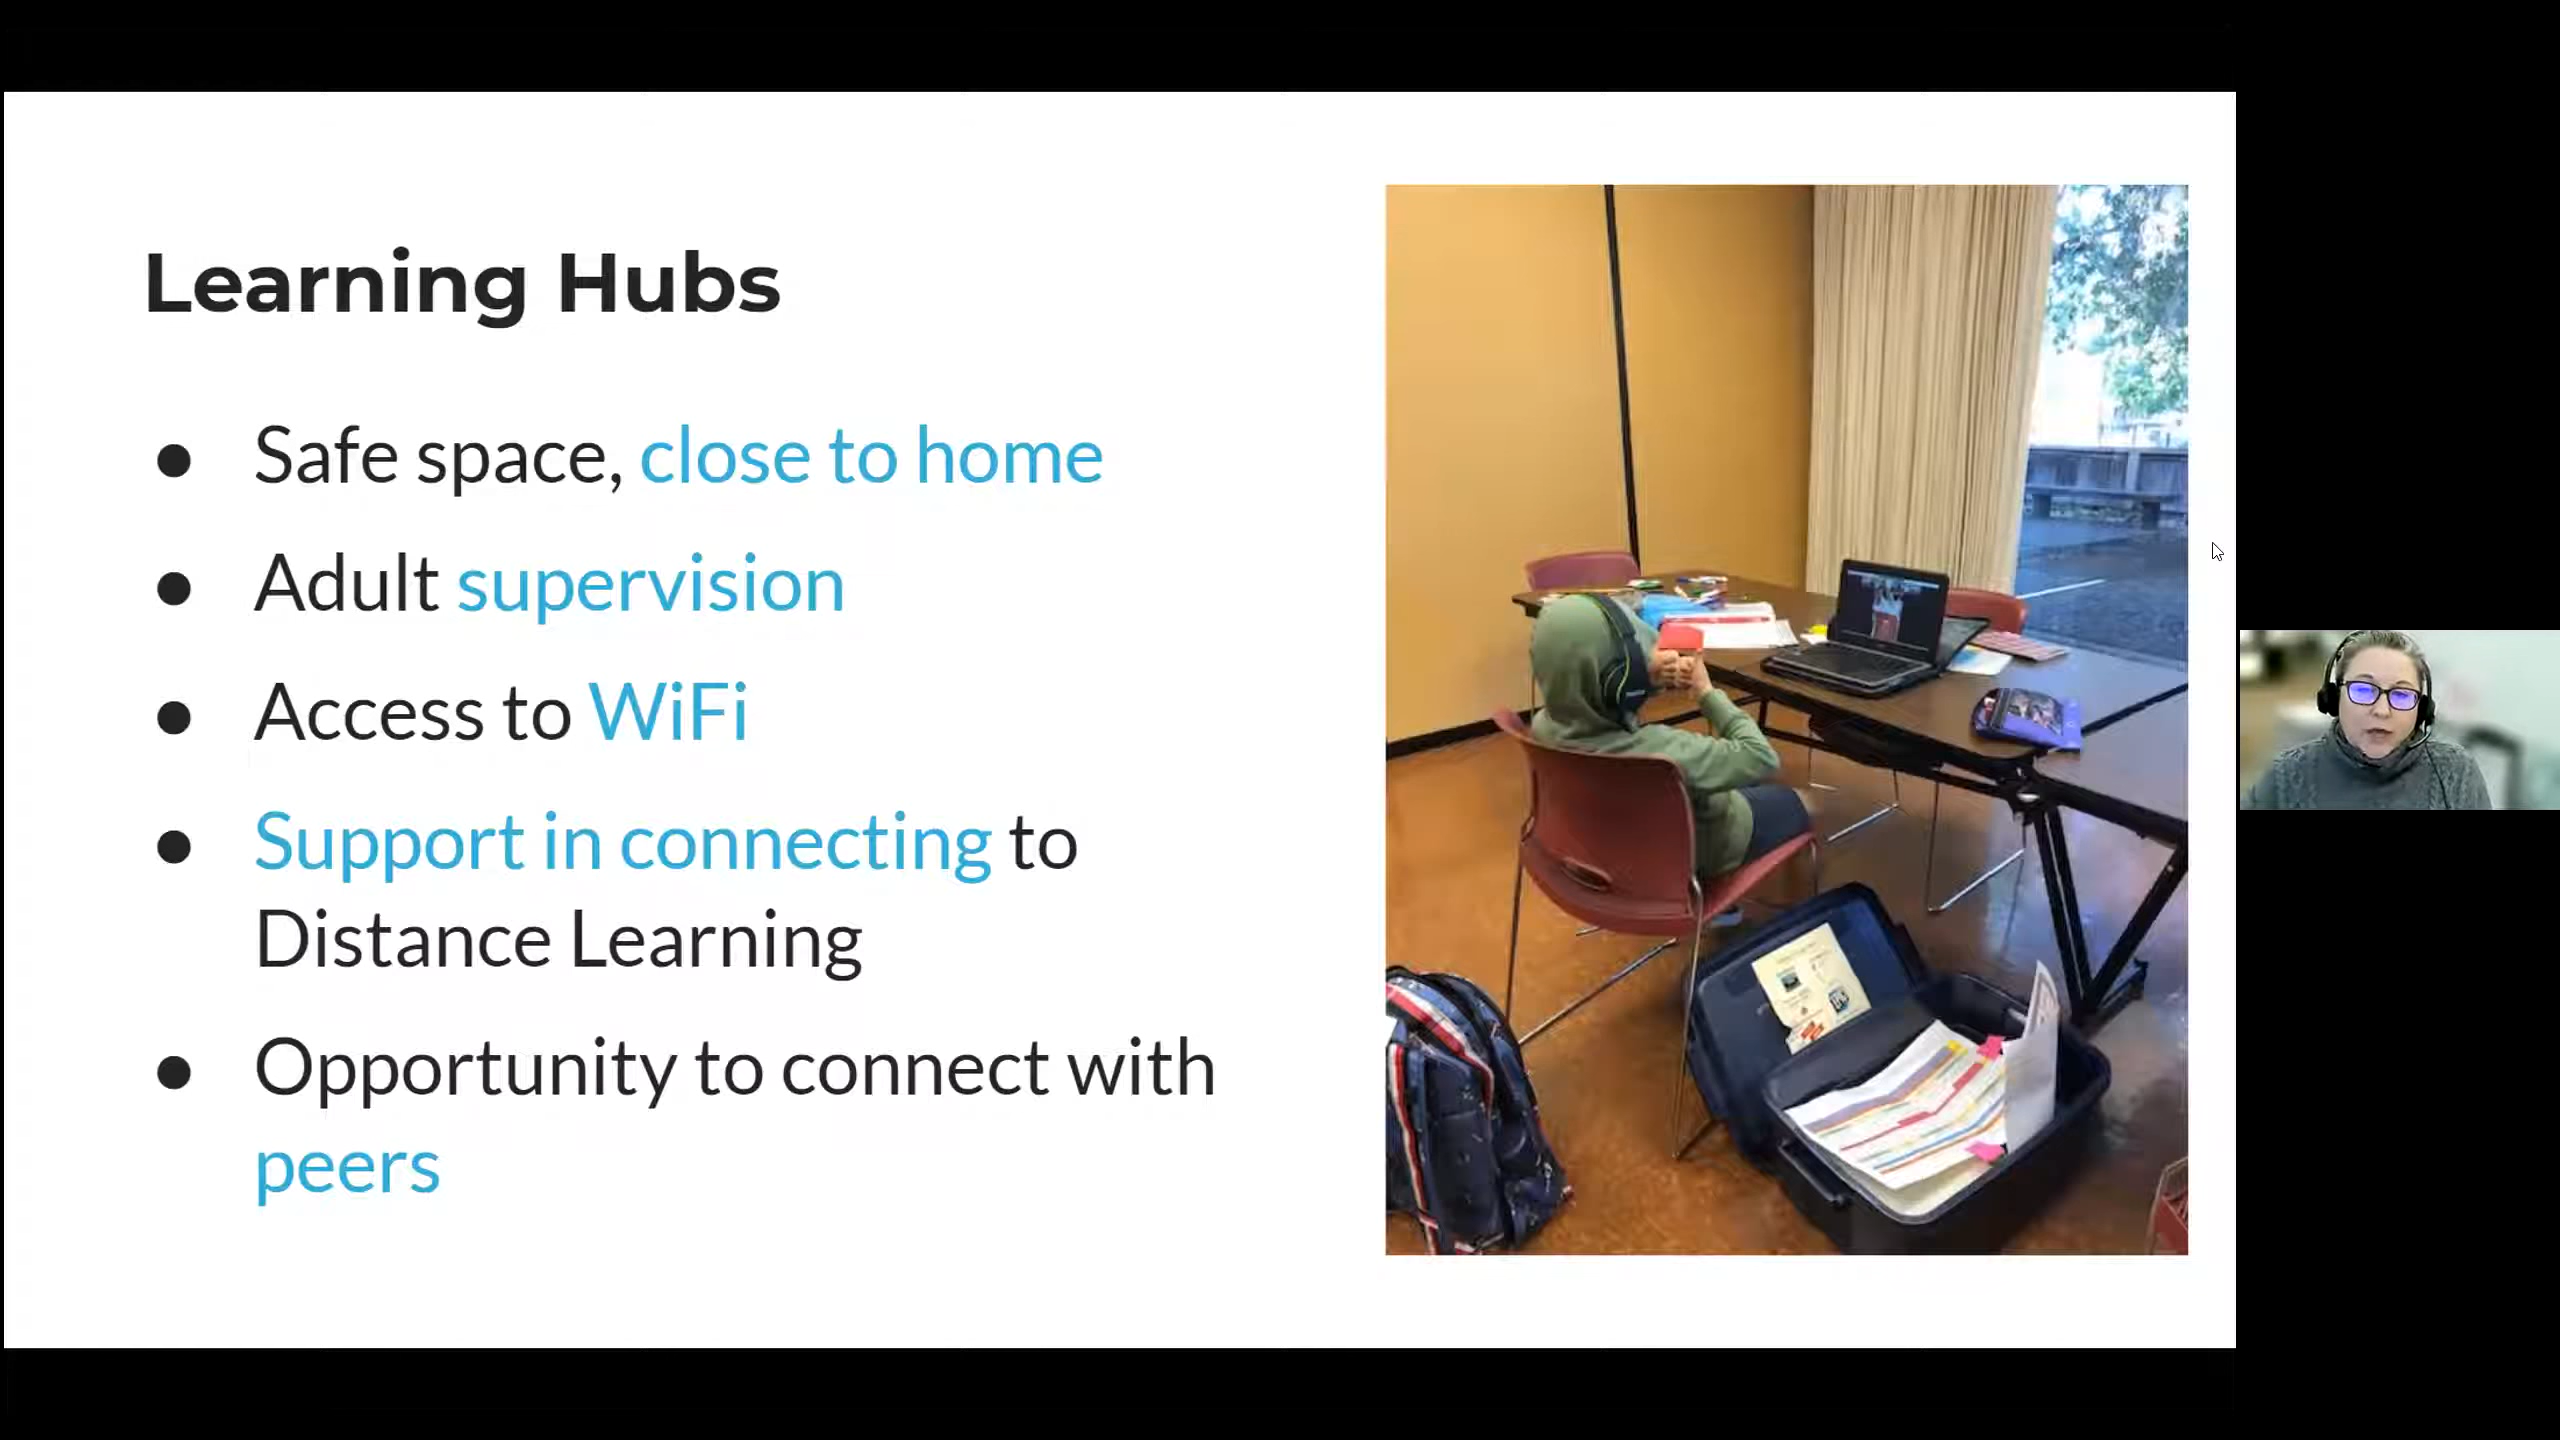 Learning Hubs
● Safe space, close to home
● Adult supervision
● Access to WiFi
● Support in connecting to
Distance Learning
● Opportunity to connect with
peers